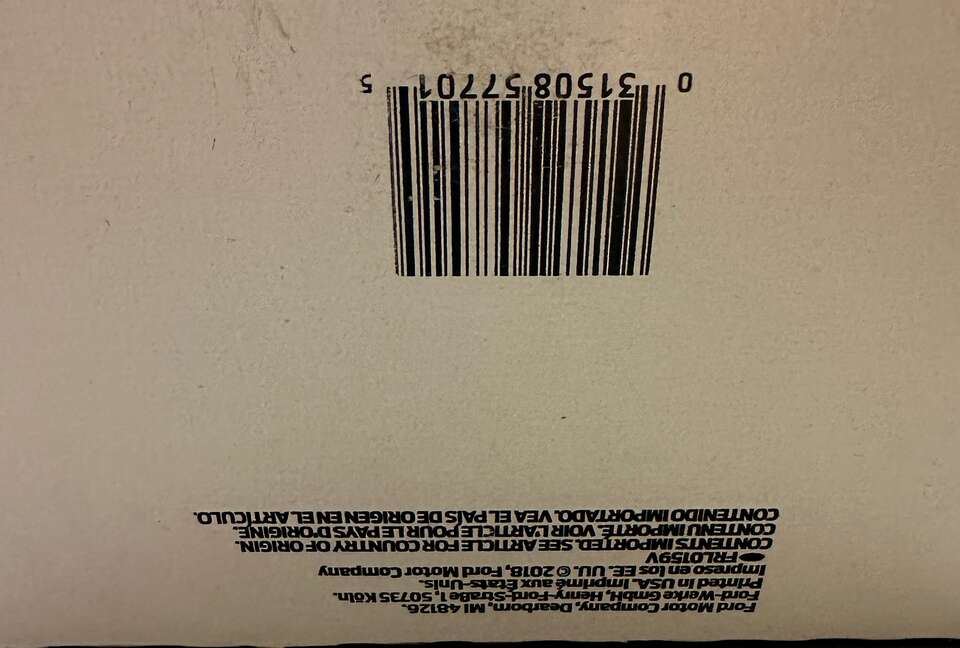 Ford Motor Company, Dearborn, MI 48126.
Ford-Werke GmbH, Henry-Ford-Straße 1, 50735 Köln.
Printed in USA. Imprimé aux États-Unis.
Impreso en los EE. UU. © 2018, Ford Motor Company
FRL0159V
CONTENTS IMPORTED. SEE ARTICLE FOR COUNTRY OF ORIGIN.
CONTENU IMPORTÉ. VOIR L'ARTICLE POUR LE PAYS D'ORIGINE.
CONTENIDO IMPORTADO. VEA EL PAÍS DE ORIGEN EN EL ARTÍCULO.
0 31508 57701 5